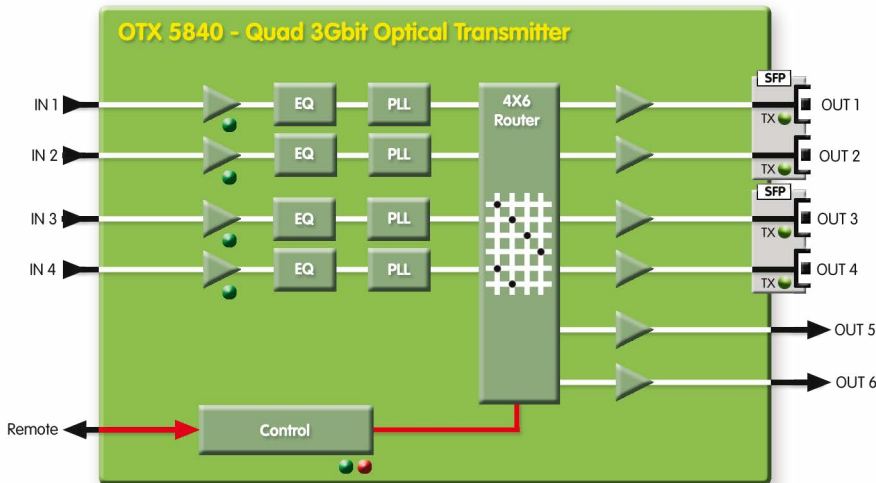 OTX 5840 - Quad 3Gbit Optical Transmitter
SFP
IN 1
EQ
PLL
4X6
Router
TX
OUT 1
IN 2
EQ
PLL
TX
OUT 2
SFP
IN 3
EQ
PLL
TX
OUT 3
IN 4
EQ
PLL
TX
OUT 4
OUT 5
OUT 6
Remote
Control